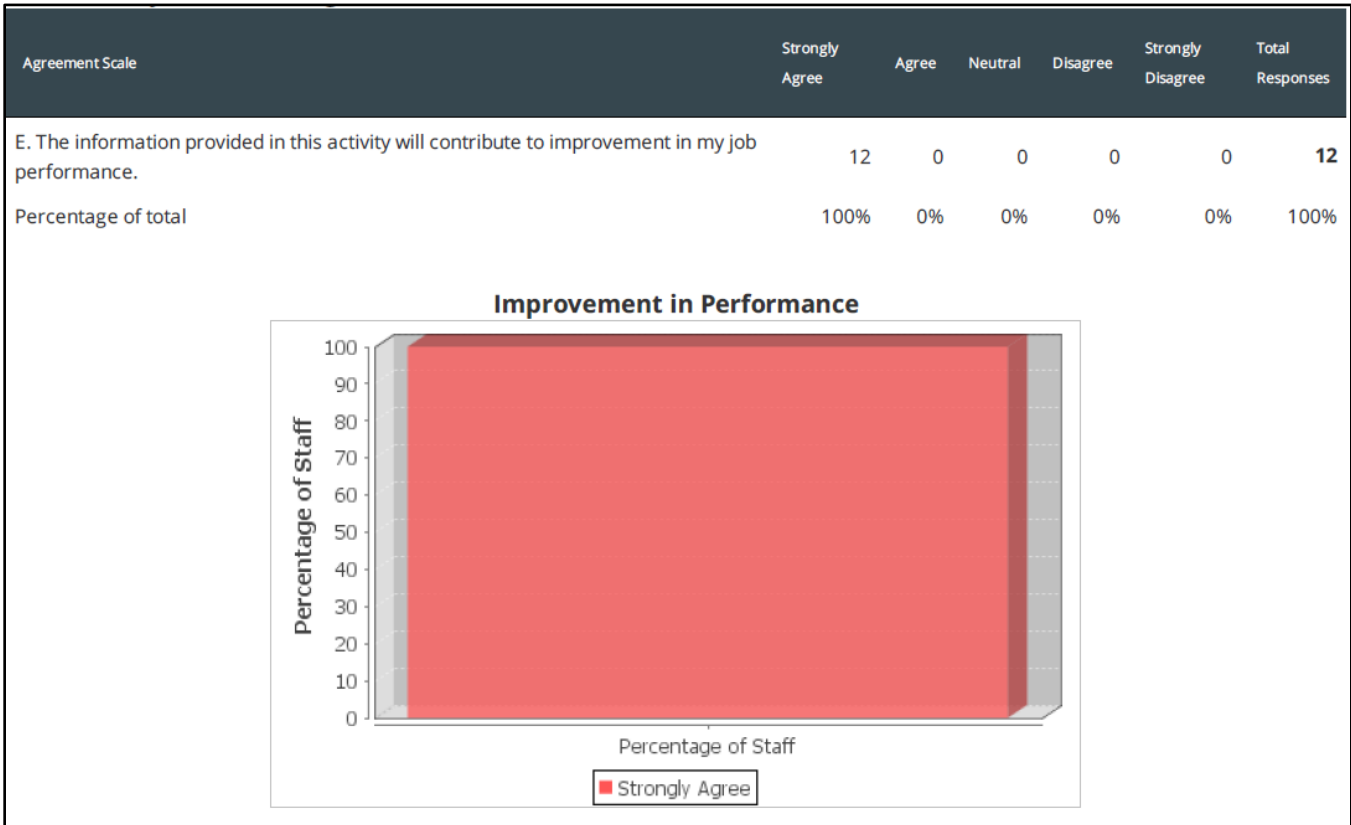 Agreement Scale
Strongly Agree
Agree
Neutral
Disagree
Strongly Disagree
Total Responses
E. The information provided in this activity will contribute to improvement in my job
performance.
12 0 0 0 0 12
Percentage of total 100% 0% 0% 0% 0% 100%
Improvement in Performance
Percentage of Staff
100
90
80
70
60
50
40
30
20
10
0
Percentage of Staff
Strongly Agree